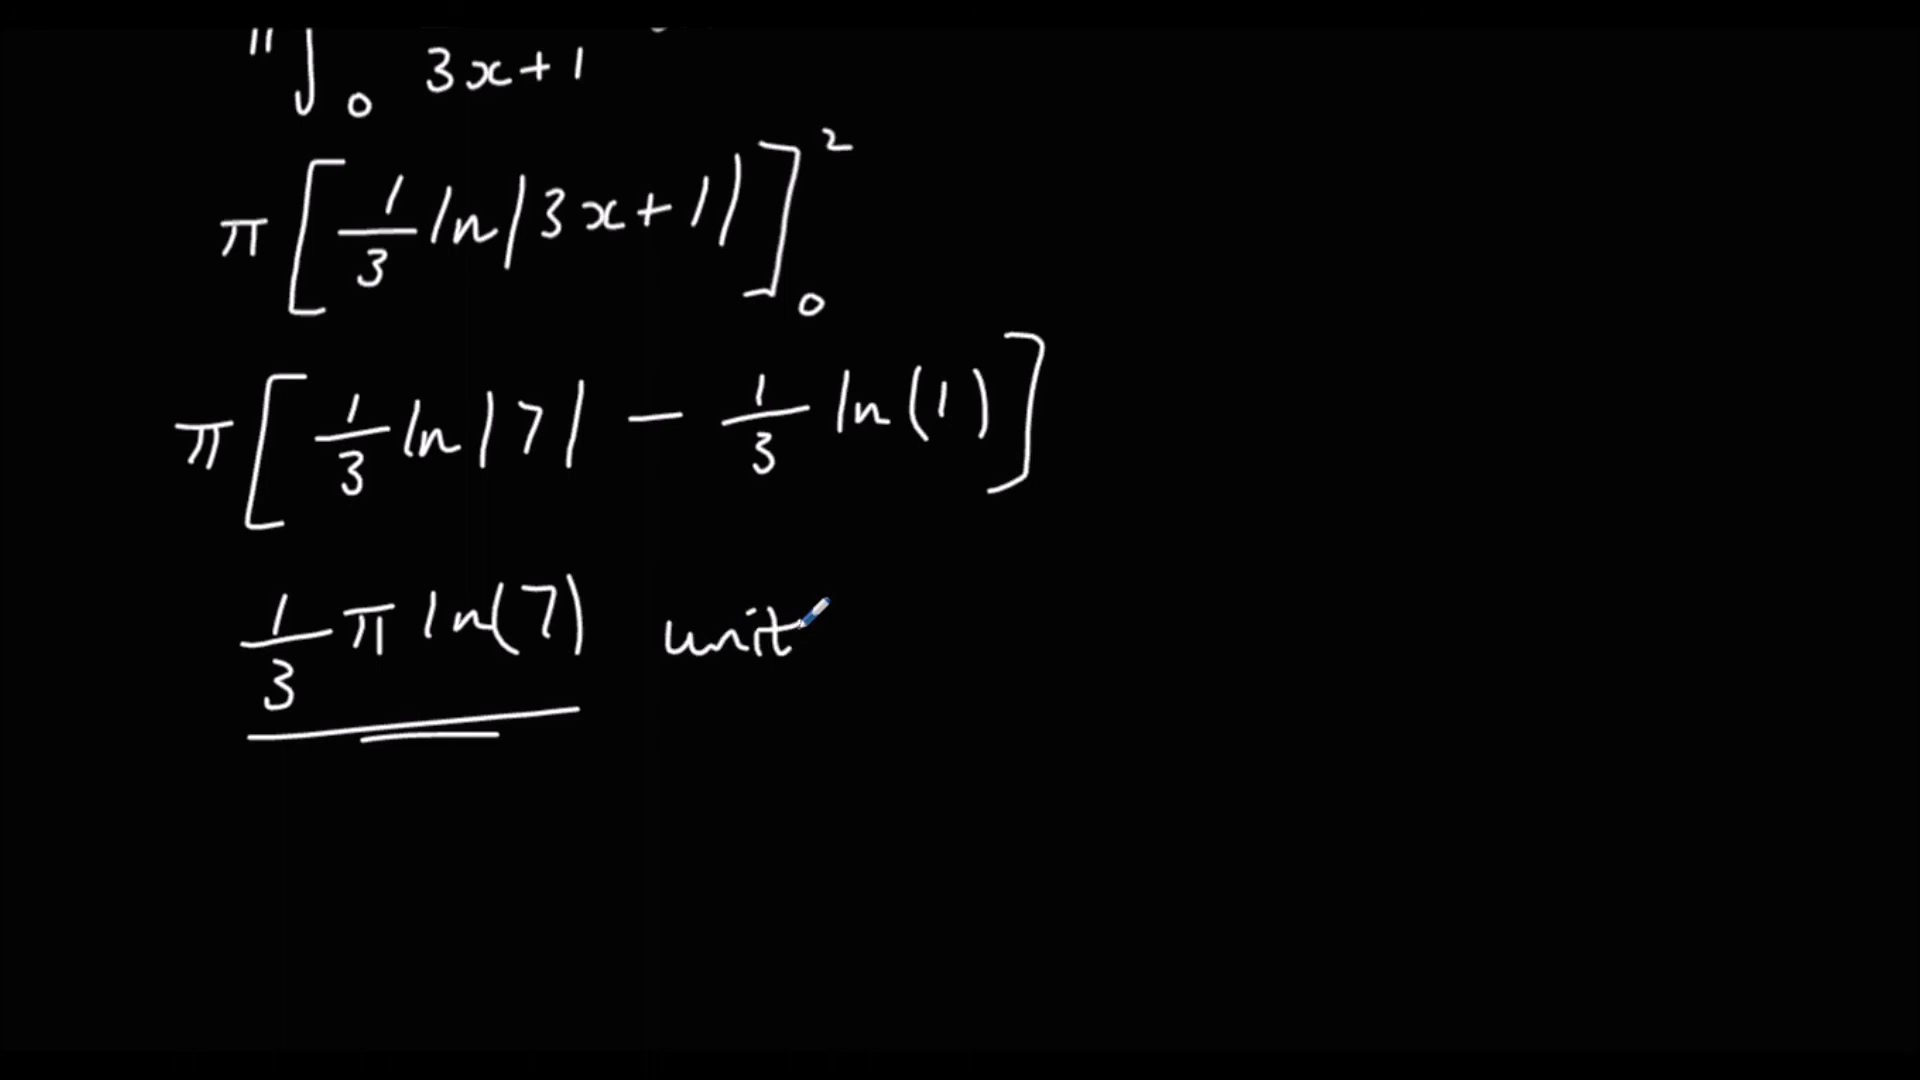 π∫₀ 3x+1
π[1/3 ln|3x+1|]₀²
π[1/3 ln|7| − 1/3 ln(1)]
1/3 π ln(7) unit